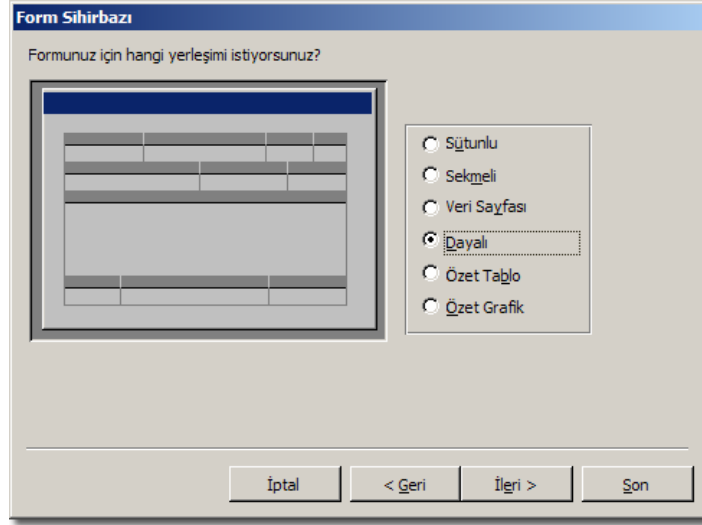 Form Sihirbazı
Formunuz için hangi yerleşimi istiyorsunuz?
Sütunlu
Sekmeli
Veri Sayfası
Dayalı
Özet Tablo
Özet Grafik
İptal
< Geri
İleri >
Son